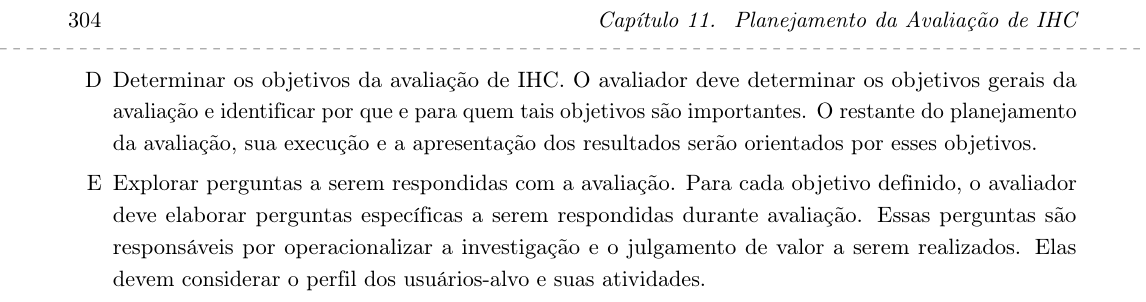 304 Capítulo 11. Planejamento da Avaliação de IHC
D Determinar os objetivos da avaliação de IHC. O avaliador deve determinar os objetivos gerais da
avaliação e identificar por que e para quem tais objetivos são importantes. O restante do planejamento
da avaliação, sua execução e a apresentação dos resultados serão orientados por esses objetivos.
E Explorar perguntas a serem respondidas com a avaliação. Para cada objetivo definido, o avaliador
deve elaborar perguntas específicas a serem respondidas durante avaliação. Essas perguntas são
responsáveis por operacionalizar a investigação e o julgamento de valor a serem realizados. Elas
devem considerar o perfil dos usuários-alvo e suas atividades.